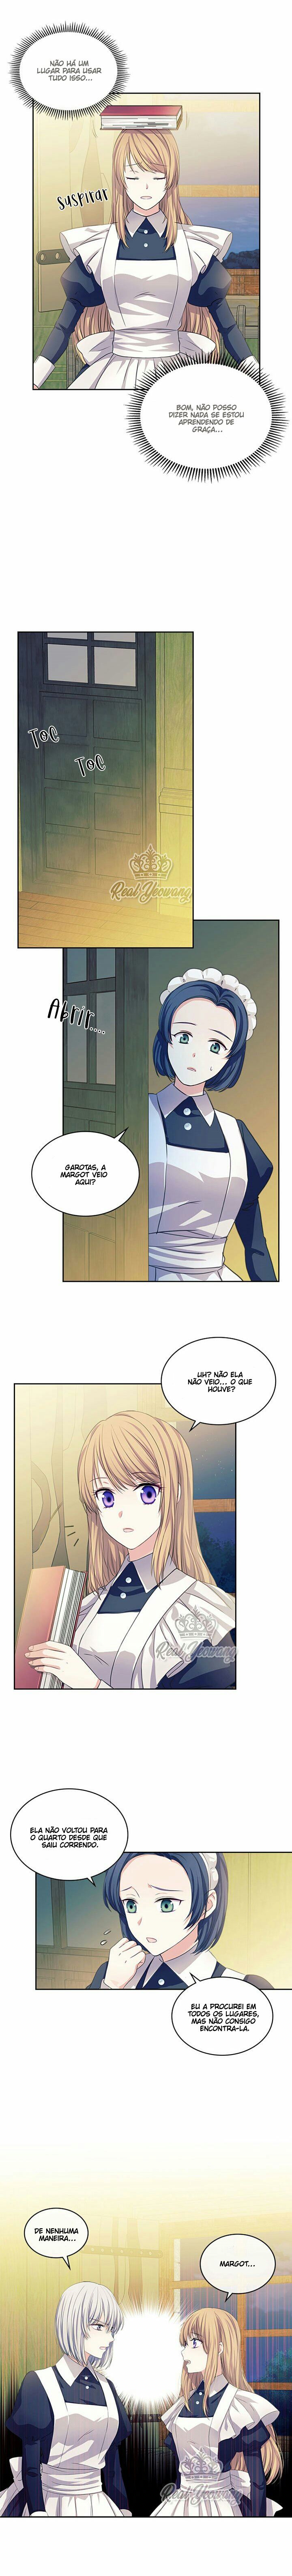 NÃO HÁ UM
LUGAR PARA USAR
TUDO ISSO...
SUSPIRAR
BOM, NÃO POSSO
DIZER NADA SE ESTOU
APRENDENDO DE
GRAÇA...
TOC
TOC
Real Yeowang
Abrir....
GAROTAS, A
MARGOT VEIO
AQUI?
UH? NÃO ELA
NÃO VEIO... O QUE
HOUVE?
Real Yeowang
ELA NÃO VOLTOU PARA
O QUARTO DESDE QUE
SAIU CORRENDO.
EU A PROCUREI EM
TODOS OS LUGARES,
MAS NÃO CONSIGO
ENCONTRA-LA.
DE NENHUMA
MANEIRA...
MARGOT...
Real Yeowang